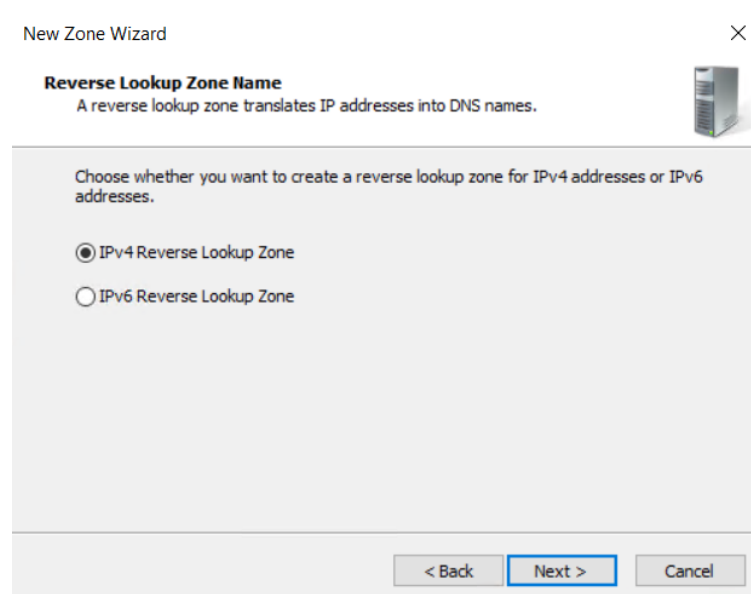 New Zone Wizard
Reverse Lookup Zone Name
A reverse lookup zone translates IP addresses into DNS names.
Choose whether you want to create a reverse lookup zone for IPv4 addresses or IPv6
addresses.
IPv4 Reverse Lookup Zone
IPv6 Reverse Lookup Zone
< Back Next > Cancel